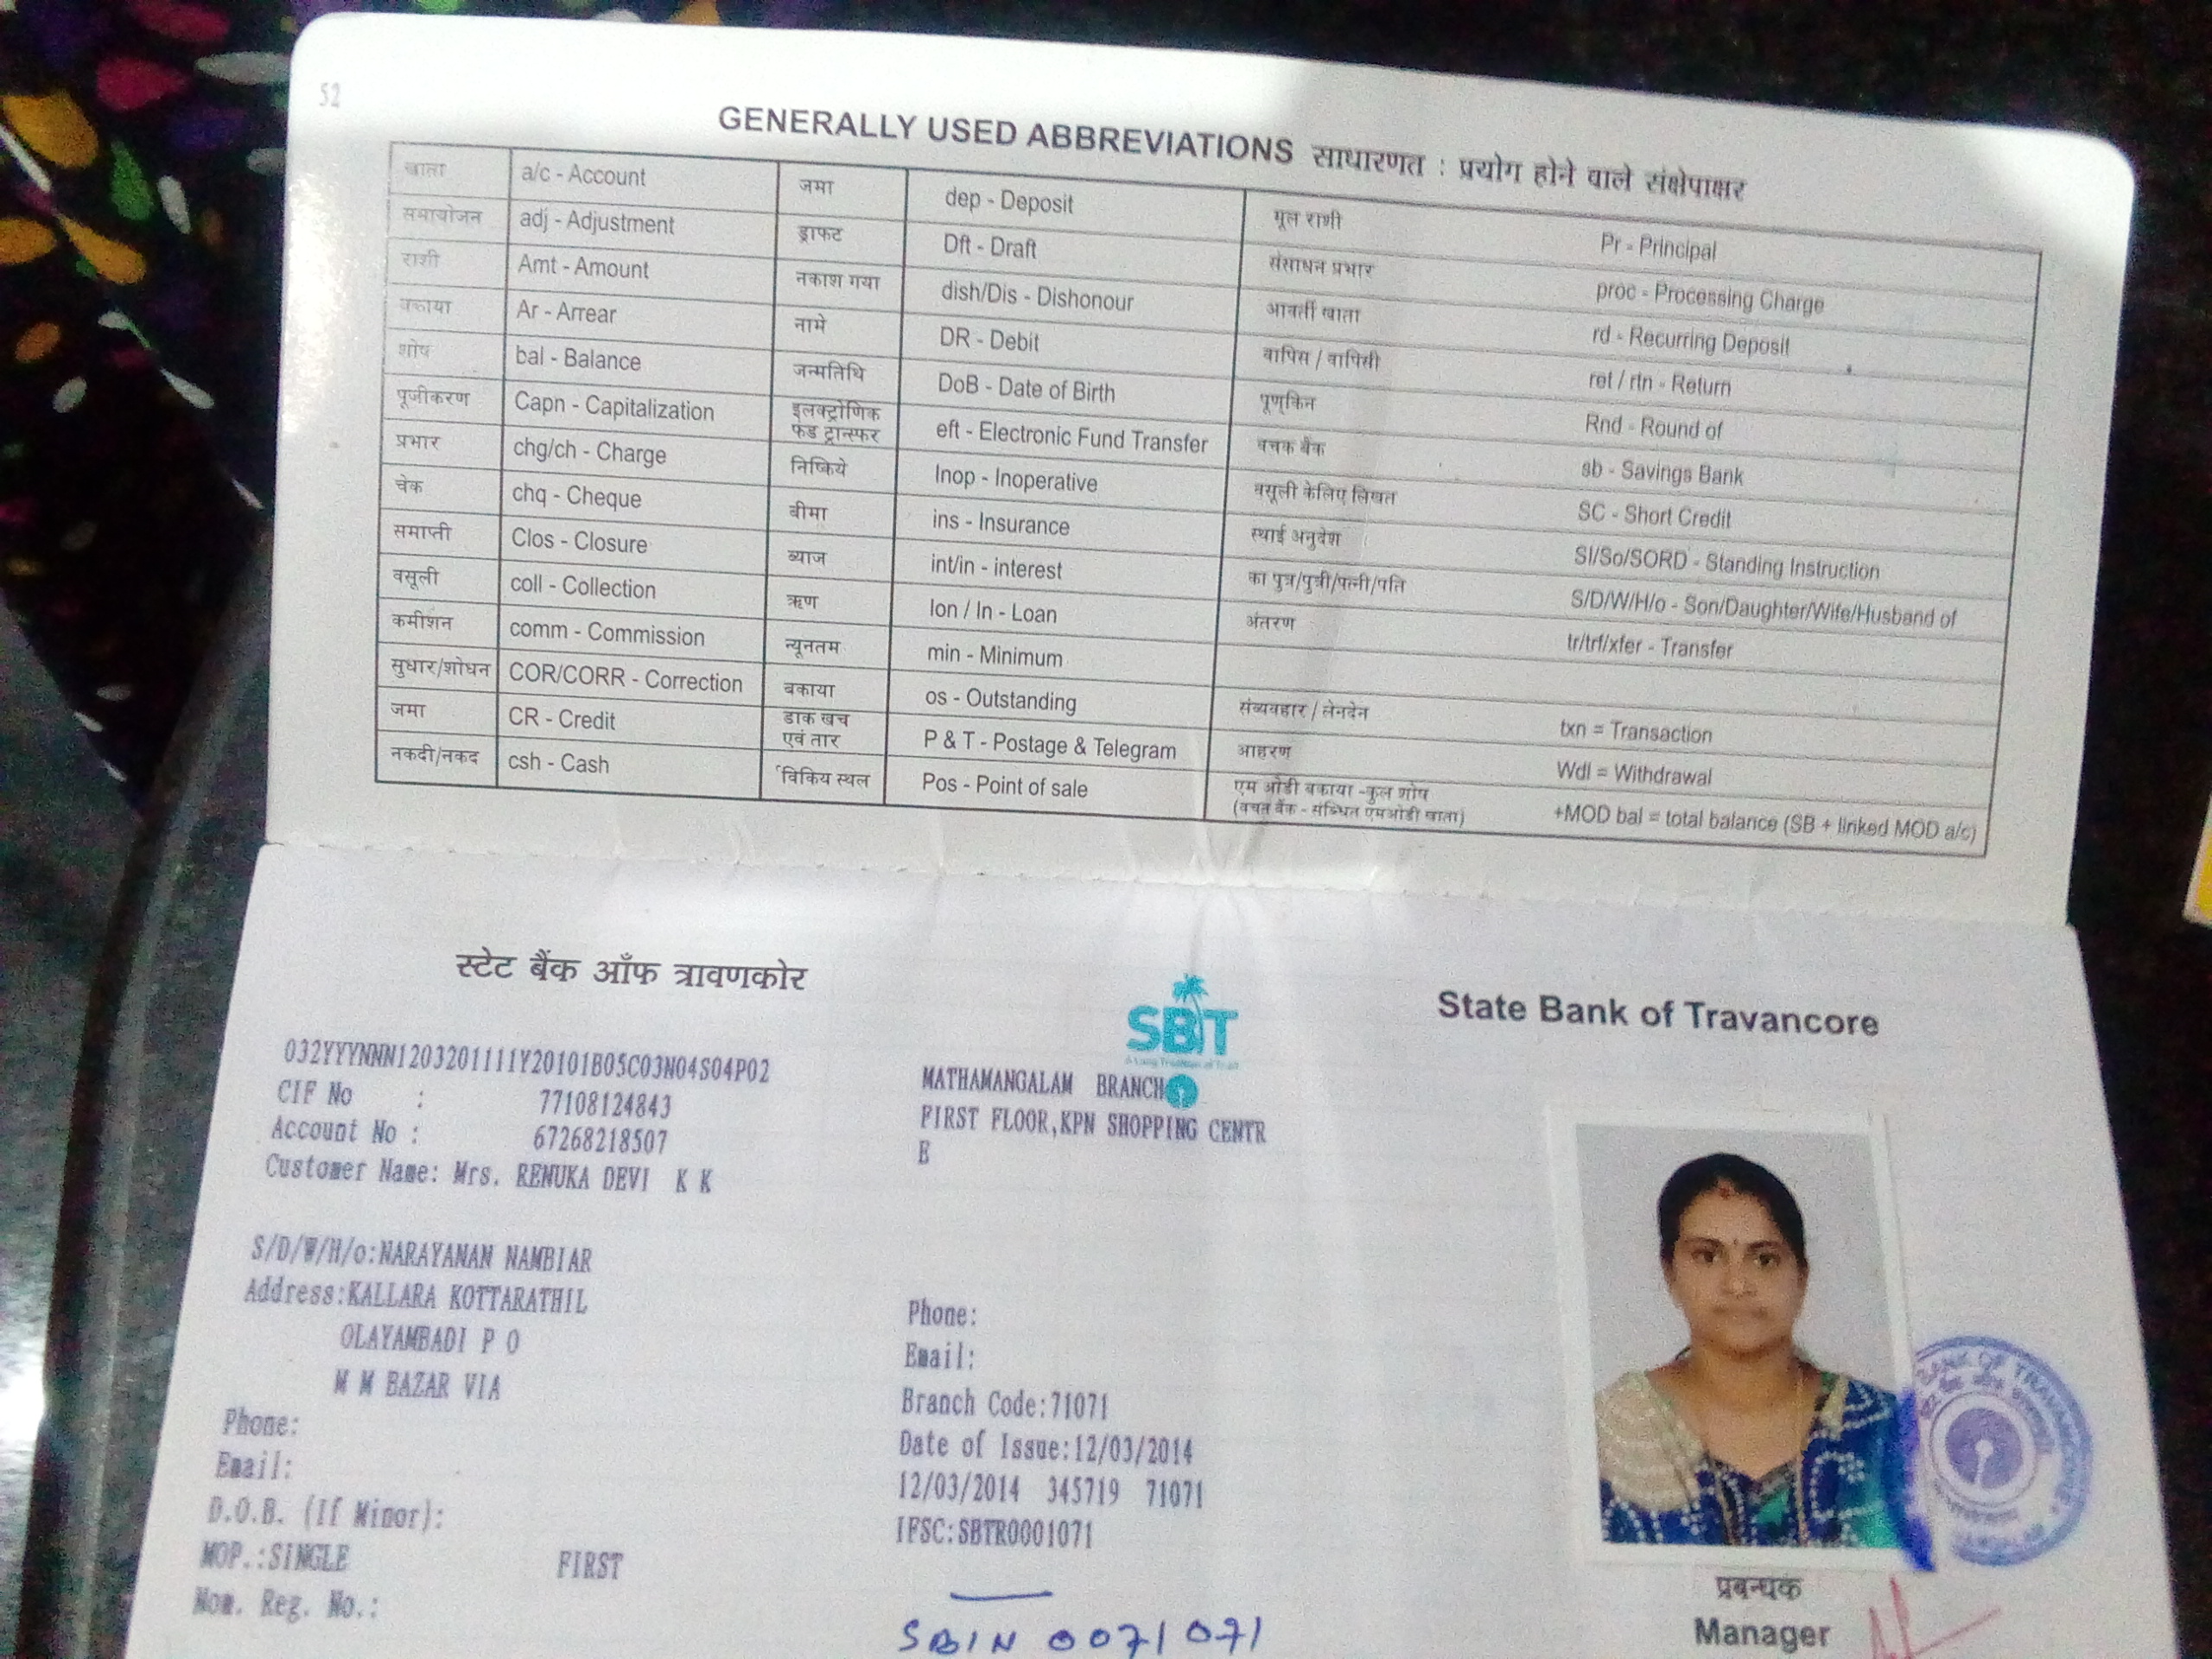 52
GENERALLY USED ABBREVIATIONS साधारणत : प्रयोग होने वाले संक्षेपाक्षर
खाता a/c - Account जमा dep - Deposit मूल राशी Pr - Principal
समायोजन adj - Adjustment ड्राफट Dft - Draft संसाधन प्रभार proc - Processing Charge
राशी Amt - Amount नकाश गया dish/Dis - Dishonour आवर्ती खाता rd - Recurring Deposit
बकाया Ar - Arrear नामे DR - Debit वापिस / वापिसी ret / rtn - Return
शोष bal - Balance जन्मतिथि DoB - Date of Birth Rnd - Round of
पूजीकरण Capn - Capitalization इलक्ट्रोणिक फंड ट्रान्स्फर eft - Electronic Fund Transfer वचक बैंक sb - Savings Bank
प्रभार chg/ch - Charge निष्किये Inop - Inoperative वसूली केलिए लिखत SC - Short Credit
चेक chq - Cheque बीमा ins - Insurance स्थाई अनुदेश SI/So/SORD - Standing Instruction
समाप्ती Clos - Closure ब्याज int/in - interest का पुत्र/पुत्री/पत्नी/पति S/D/W/H/o - Son/Daughter/Wife/Husband of
वसूली coll - Collection ऋण lon / ln - Loan अंतरण tr/trf/xfer - Transfer
कमीशन comm - Commission न्यूनतम min - Minimum
सुधार/शोधन COR/CORR - Correction बकाया os - Outstanding संव्यवहार / लेनदेन txn = Transaction
जमा CR - Credit डाक खच एवं तार P & T - Postage & Telegram आहरण Wdl = Withdrawal
नकदी/नकद csh - Cash विकिय स्थल Pos - Point of sale एम ओडी बकाया -कुल शोष +MOD bal = total balance (SB + linked MOD a/c)
स्टेट बैंक ऑफ त्रावणकोर
SBT
State Bank of Travancore
032YYYNNN1203201111Y20101B05C03N04S04P02
CIF No : 77108124843
Account No : 67268218507
Customer Name: Mrs. RENUKA DEVI K K
S/D/W/H/o:NARAYANAN NAMBIAR
Address:KALLARA KOTTARATHIL
OLAYAMBADI P O
M M BAZAR VIA
Phone:
Email:
D.O.B. (If Minor):
MOP.:SINGLE FIRST
Nom. Reg. No.:
MATHAMANGALAM BRANCH
FIRST FLOOR,KPN SHOPPING CENTR
E
Phone:
Email:
Branch Code:71071
Date of Issue:12/03/2014
12/03/2014 345719 71071
IFSC:SBTR0001071
SBIN 0071071
BANK OF TRAVANCORE
प्रबन्धक
Manager